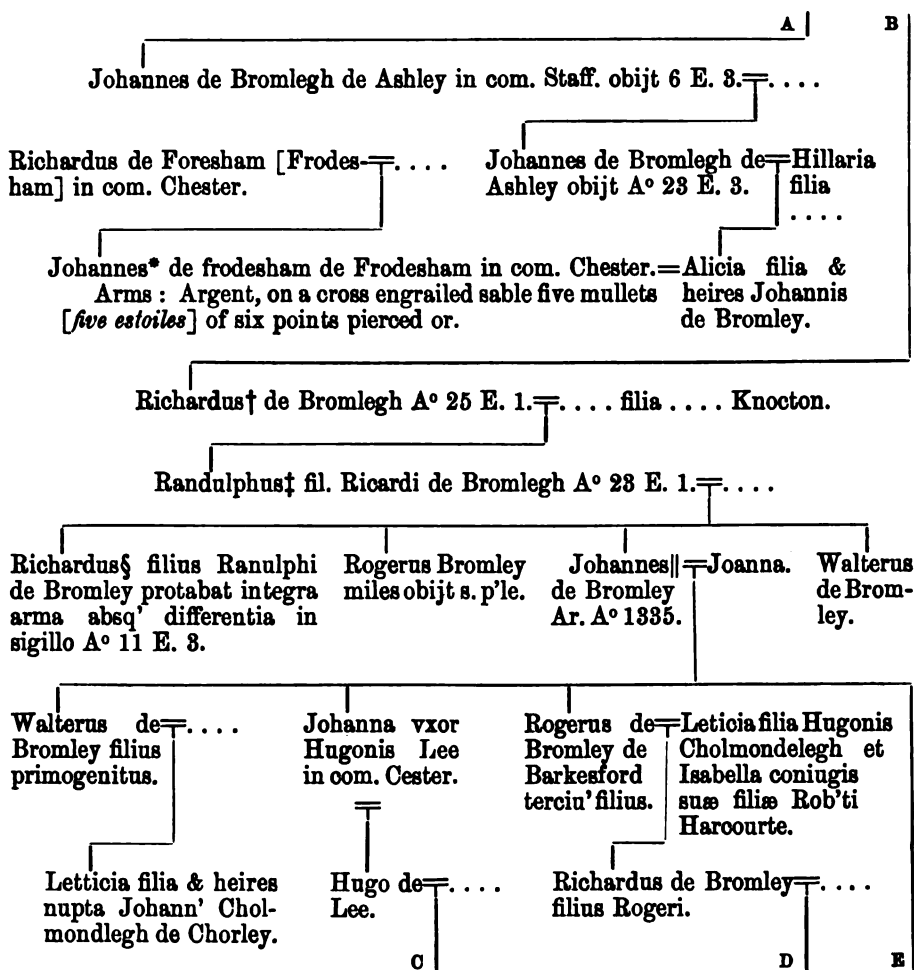 A B
Johannes de Bromlegh de Ashley in com. Staff. obijt 6 E. 3.=. . . .
Richardus de Foresham [Frodes-=. . . .
ham] in com. Chester.
Johannes de Bromlegh de=Hillaria
Ashley obijt Aº 23 E. 3. filia
. . . .
Johannes* de frodesham de Frodesham in com. Chester.=Alicia filia &
Arms : Argent, on a cross engrailed sable five mullets heires Johannis
[five estoiles] of six points pierced or. de Bromley.
Richardus† de Bromlegh Aº 25 E. 1.=. . . . filia . . . . Knocton.
Randulphus‡ fil. Ricardi de Bromlegh Aº 23 E. 1.=. . . .
Richardus§ filius Ranulphi
de Bromley protabat integra
arma absq' differentia in
sigillo Aº 11 E. 3.
Rogerus Bromley
miles obijt s. p'le.
Johannes||=Joanna.
de Bromley
Ar. Aº 1335.
Walterus
de Brom-
ley.
Walterus de=. . . .
Bromley filius
primogenitus.
Johanna vxor
Hugonis Lee
in com. Cester.
=
Rogerus de=Leticia filia Hugonis
Bromley de Cholmondelegh et
Barkesford Isabella coniugis
terciu' filius. suæ filiæ Rob'ti
Harcourte.
Letticia filia & heires
nupta Johann' Chol-
mondlegh de Chorley.
Hugo de=. . . .
Lee.
Richardus de Bromley=. . . .
filius Rogeri.
C D E